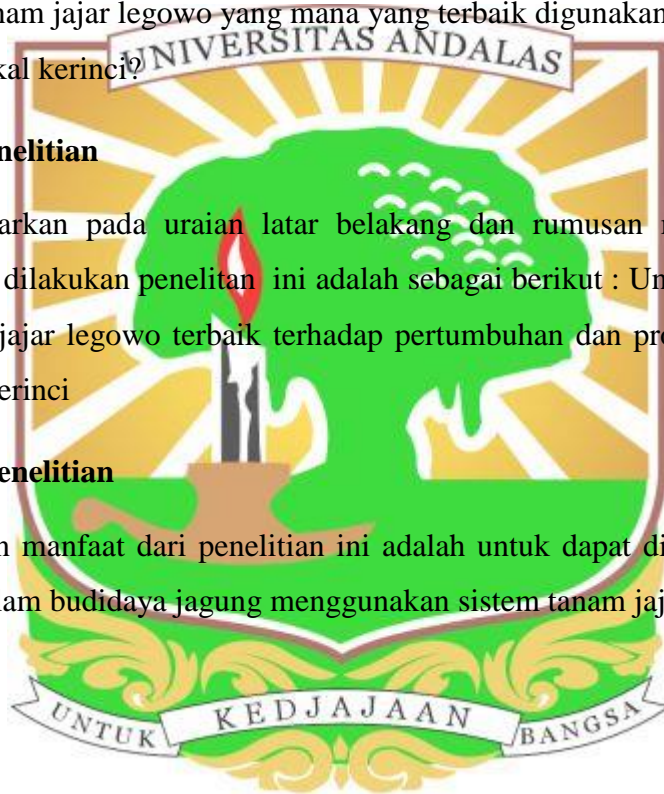 nam jajar legowo yang mana yang terbaik digunakan
UNIVERSITAS ANDALAS
kal kerinci?
nelitian
arkan pada uraian latar belakang dan rumusan
dilakukan penelitan ini adalah sebagai berikut : Un
jajar legowo terbaik terhadap pertumbuhan dan pro
erinci
enelitian
n manfaat dari penelitian ini adalah untuk dapat di
lam budidaya jagung menggunakan sistem tanam jaj
UNTUK KEDJAJAAN BANGSA